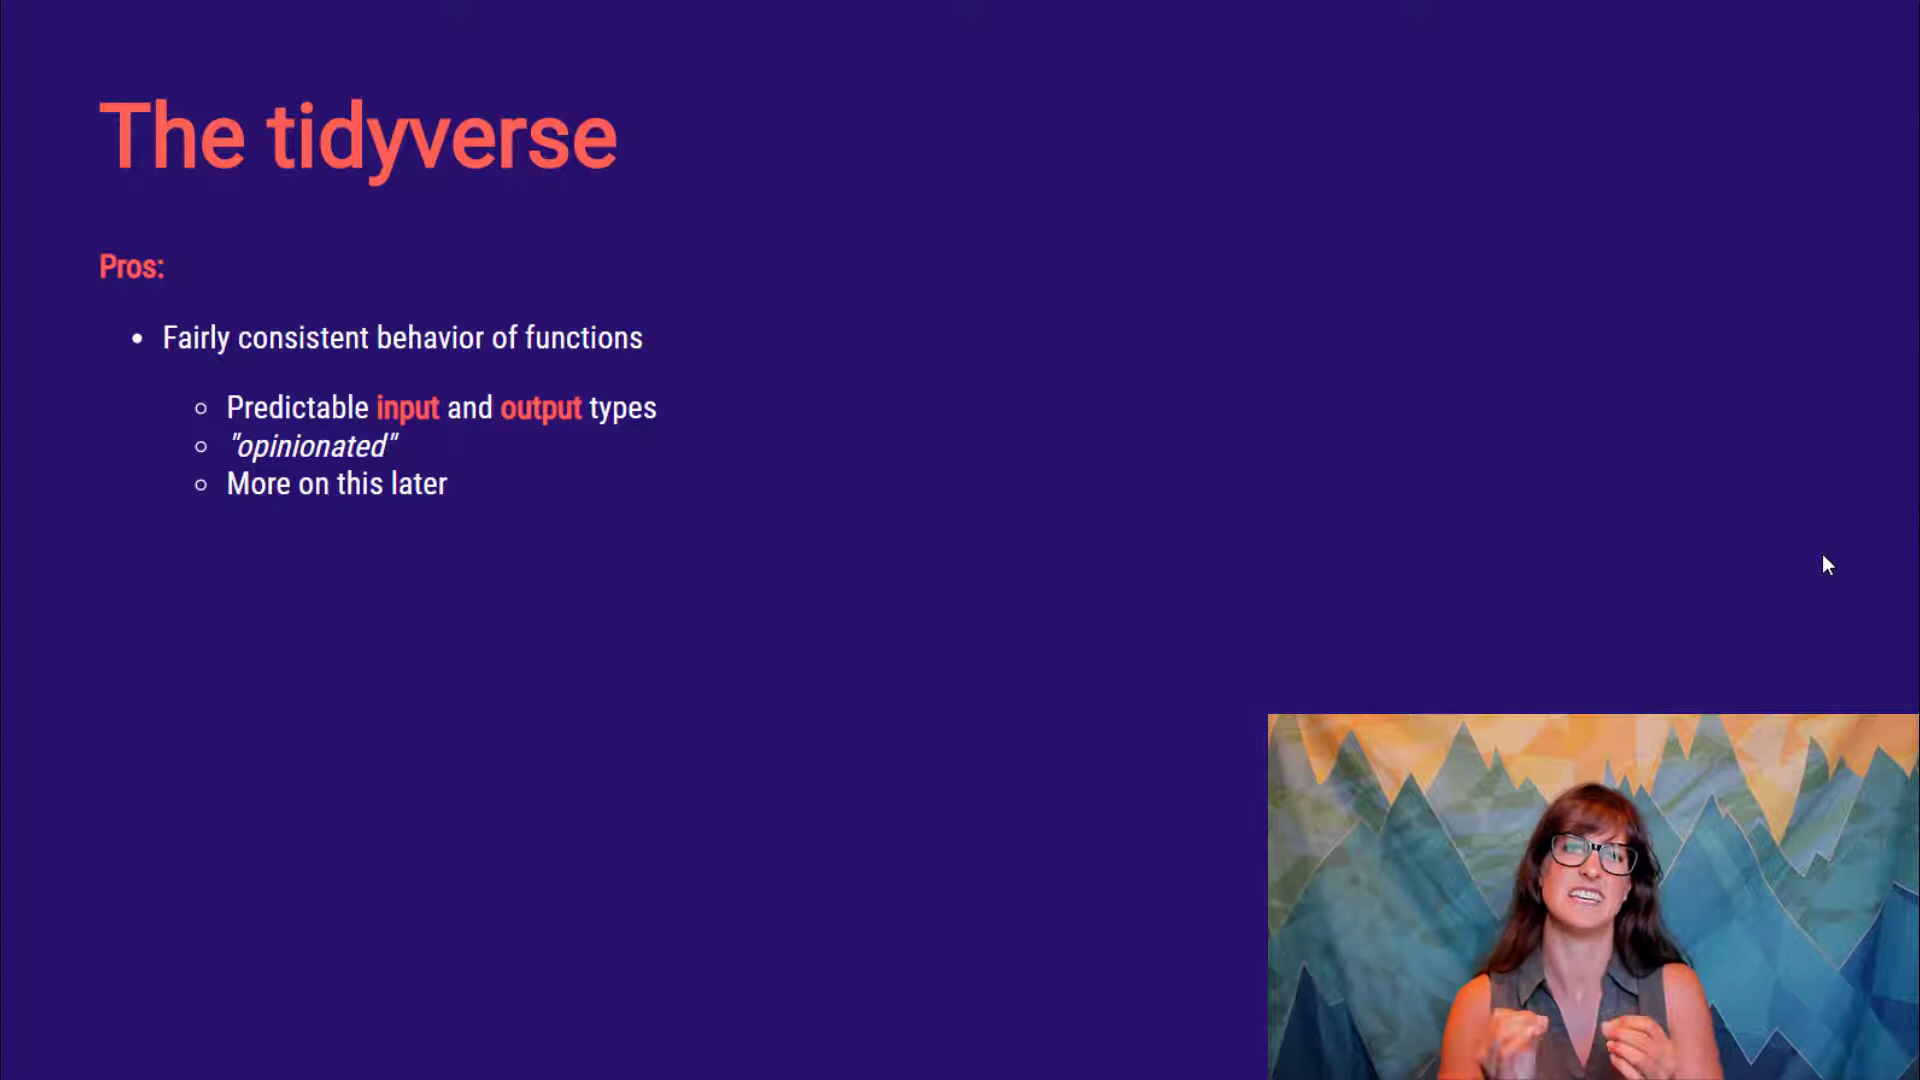 The tidyverse
Pros:
Fairly consistent behavior of functions
Predictable input and output types
"opinionated"
More on this later